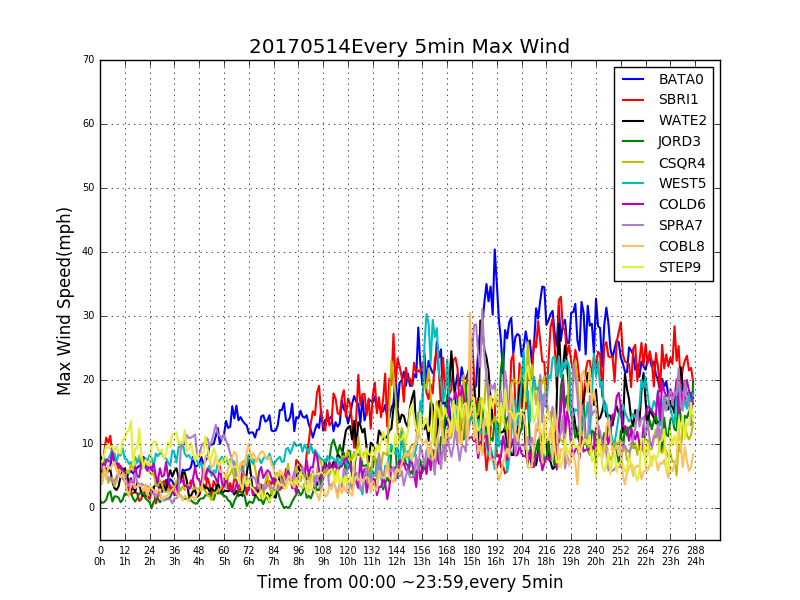 20170514Every 5min Max Wind
70
60
50
40
30
20
10
0
Max Wind Speed(mph)
BATA0
SBRI1
WATE2
JORD3
CSQR4
WEST5
COLD6
SPRA7
COBL8
STEP9
0 12 24 36 48 60 72 84 96 108 120 132 144 156 168 180 192 204 216 228 240 252 264 276 288
0h 1h 2h 3h 4h 5h 6h 7h 8h 9h 10h 11h 12h 13h 14h 15h 16h 17h 18h 19h 20h 21h 22h 23h 24h
Time from 00:00 ~23:59,every 5min